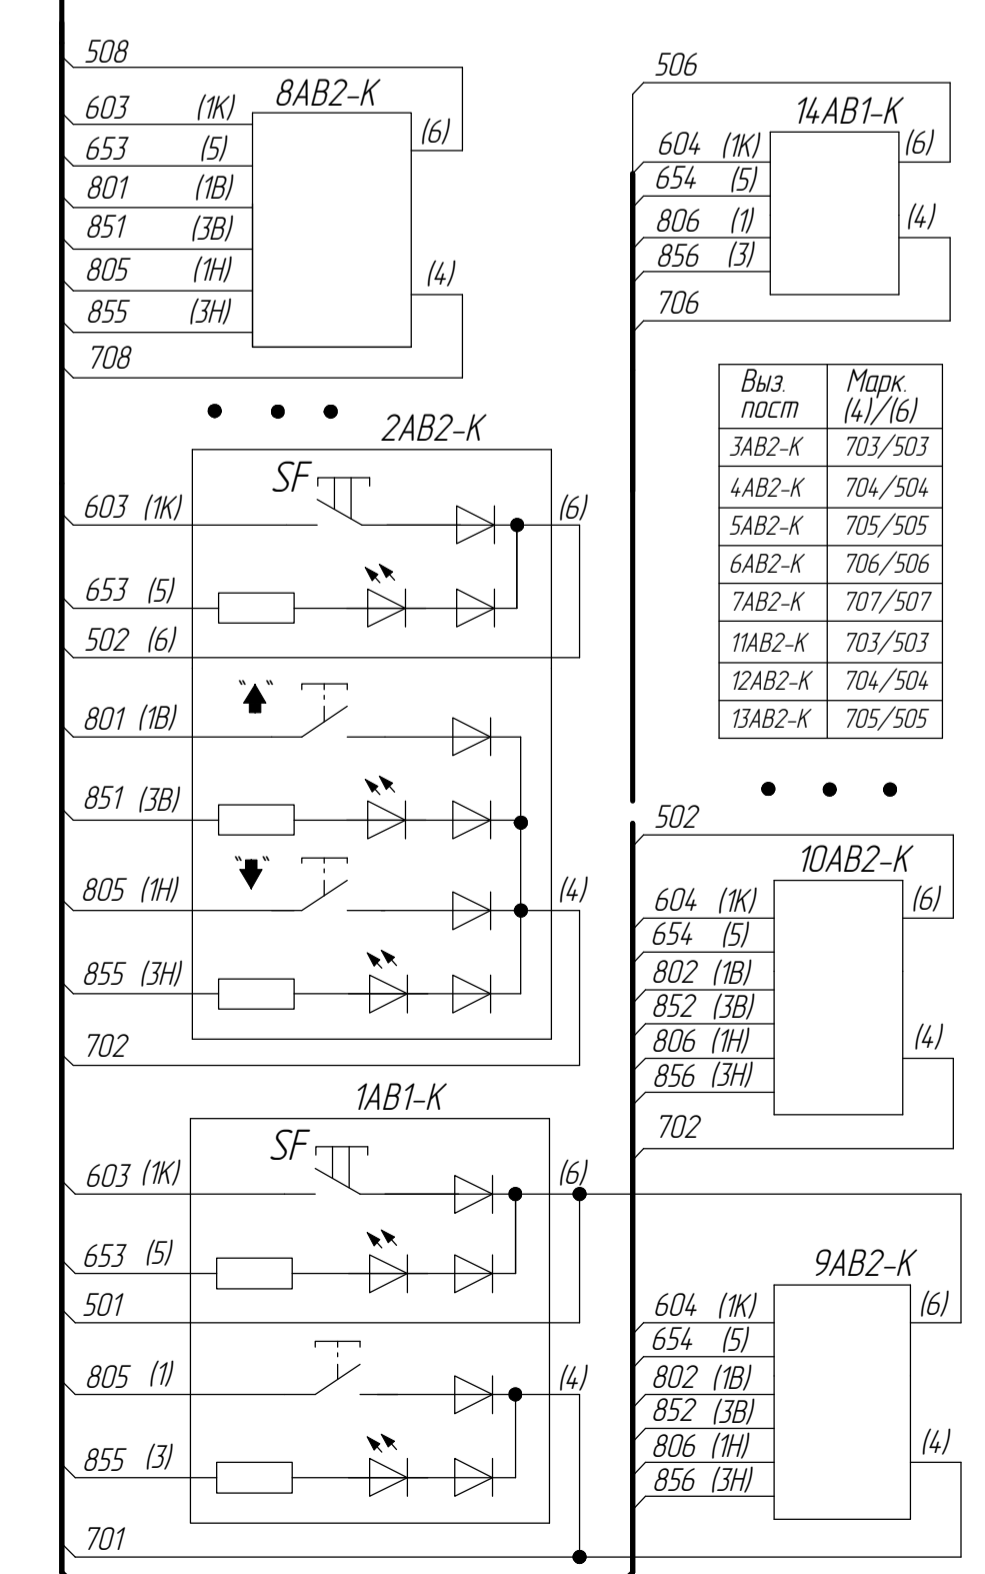 508
8АВ2-К
603 (1К)
(6)
653 (5)
801 (1В)
851 (3В)
805 (1Н)
(4)
855 (3Н)
708
2АВ2-К
SF
603 (1К)
(6)
653 (5)
502 (6)
" "
801 (1В)
851 (3В)
" "
805 (1Н)
(4)
855 (3Н)
702
1АВ1-К
SF
603 (1К)
(6)
653 (5)
501
805 (1)
(4)
855 (3)
701
506
14АВ1-К
604 (1К)
(6)
654 (5)
806 (1)
(4)
856 (3)
706
Выз. Марк.
пост (4)/(6)
3АВ2-К 703/503
4АВ2-К 704/504
5АВ2-К 705/505
6АВ2-К 706/506
7АВ2-К 707/507
11АВ2-К 703/503
12АВ2-К 704/504
13АВ2-К 705/505
502
10АВ2-К
604 (1К)
(6)
654 (5)
802 (1В)
852 (3В)
806 (1Н)
(4)
856 (3Н)
702
9АВ2-К
604 (1К)
(6)
654 (5)
802 (1В)
852 (3В)
806 (1Н)
(4)
856 (3Н)